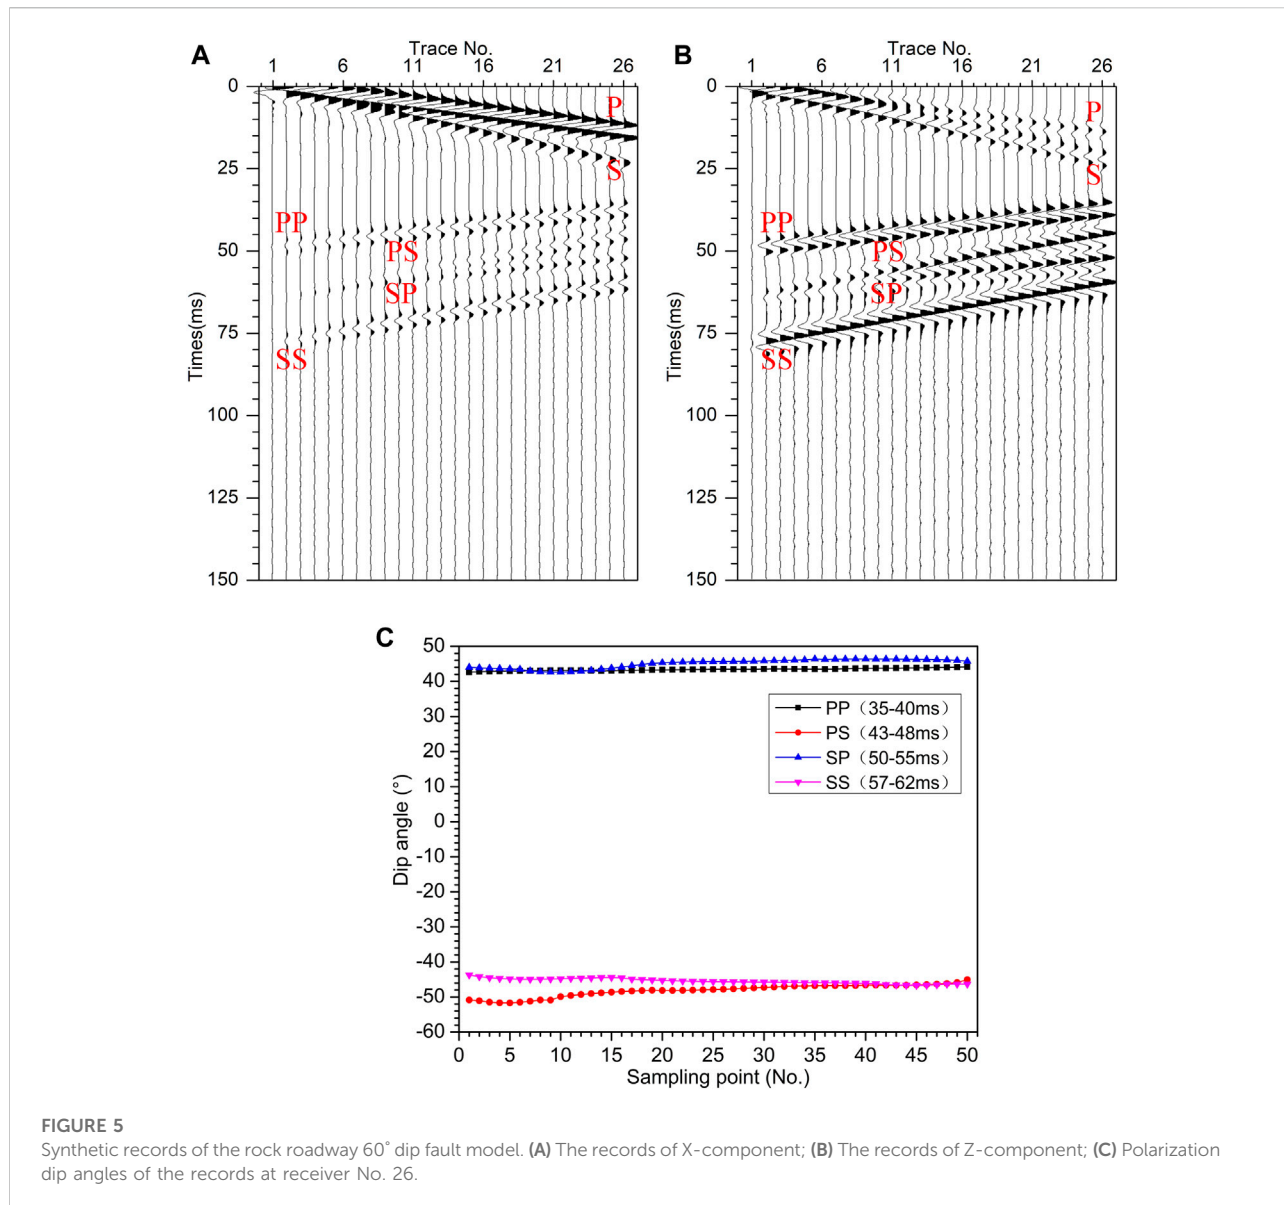 A
Trace No.
1 6 11 16 21 26
0
25
50
75
100
125
150
Times(ms)
P
S
PP
PS
SP
SS
B
Trace No.
1 6 11 16 21 26
0
25
50
75
100
125
150
Times(ms)
P
S
PP
PS
SP
SS
C
50
40
30
20
10
0
-10
-20
-30
-40
-50
-60
Dip angle (°)
PP（35-40ms）
PS（43-48ms）
SP（50-55ms）
SS（57-62ms）
0 5 10 15 20 25 30 35 40 45 50
Sampling point (No.)
FIGURE 5
Synthetic records of the rock roadway 60° dip fault model. (A) The records of X-component; (B) The records of Z-component; (C) Polarization
dip angles of the records at receiver No. 26.